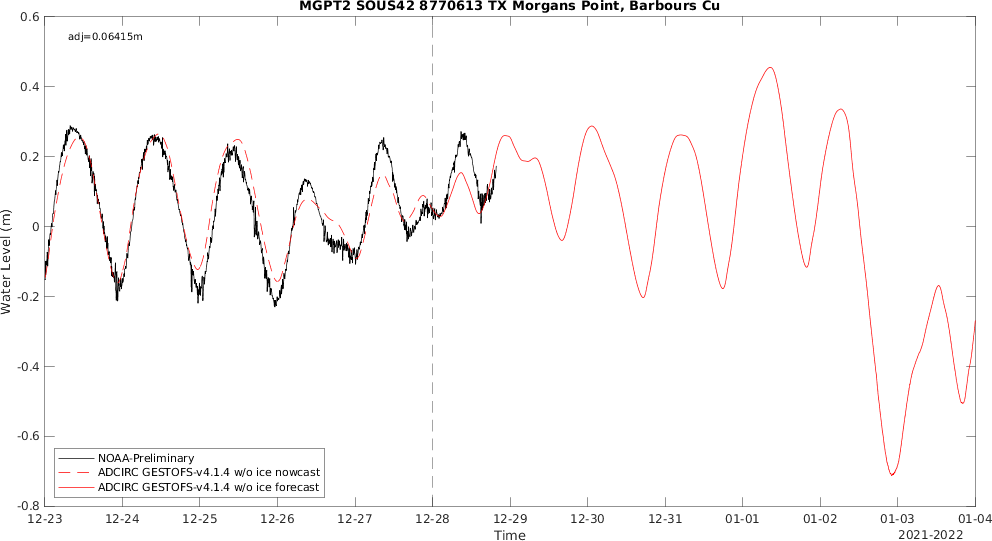 MGPT2 SOUS42 8770613 TX Morgans Point, Barbours Cu
adj=0.06415m
0.6
0.4
0.2
0
-0.2
-0.4
-0.6
-0.8
Water Level (m)
NOAA-Preliminary
ADCIRC GESTOFS-v4.1.4 w/o ice nowcast
ADCIRC GESTOFS-v4.1.4 w/o ice forecast
12-23 12-24 12-25 12-26 12-27 12-28 12-29 12-30 12-31 01-01 01-02 01-03 01-04
Time
2021-2022